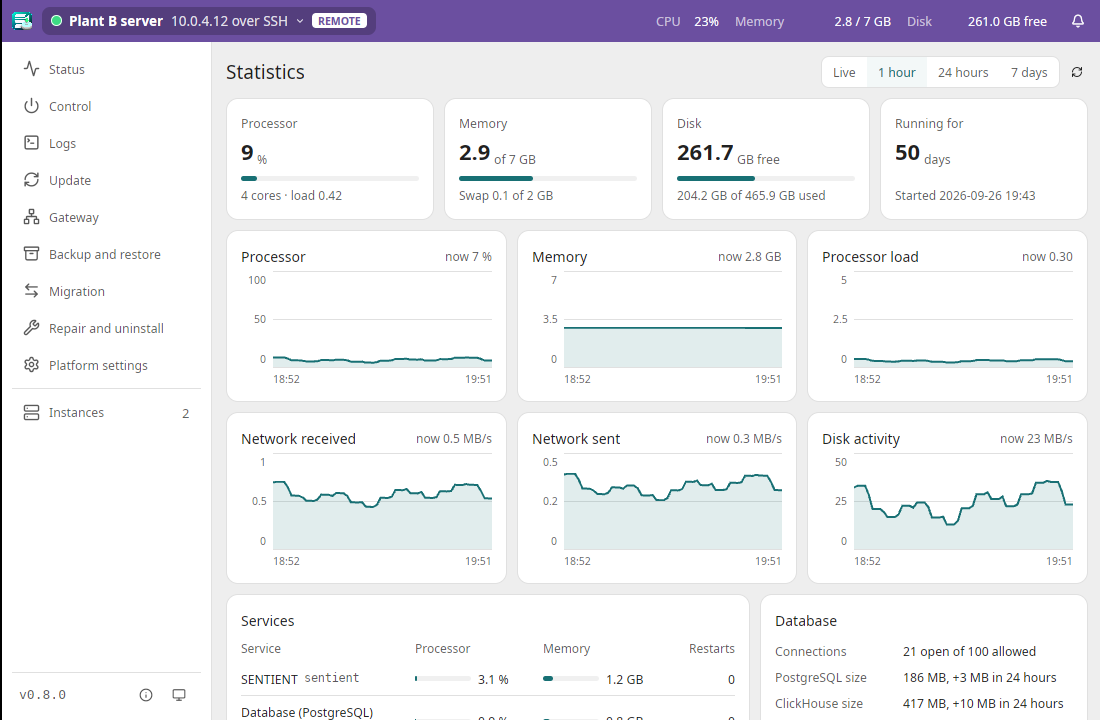 Plant B server 10.0.4.12 over SSH REMOTE
CPU 23% Memory 2.8 / 7 GB Disk 261.0 GB free
Status
Control
Logs
Update
Gateway
Backup and restore
Migration
Repair and uninstall
Platform settings
Instances 2
v0.8.0
Statistics
Live 1 hour 24 hours 7 days
Processor
9 %
4 cores · load 0.42
Memory
2.9 of 7 GB
Swap 0.1 of 2 GB
Disk
261.7 GB free
204.2 GB of 465.9 GB used
Running for
50 days
Started 2026-09-26 19:43
Processor now 7 %
100
50
0
18:52 19:51
Memory now 2.8 GB
7
3.5
0
18:52 19:51
Processor load now 0.30
5
2.5
0
18:52 19:51
Network received now 0.5 MB/s
1
0.5
0
18:52 19:51
Network sent now 0.3 MB/s
0.5
0.2
0
18:52 19:51
Disk activity now 23 MB/s
50
25
0
18:52 19:51
Services
Service Processor Memory Restarts
SENTIENT sentient 3.1 % 1.2 GB 0
Database (PostgreSQL)
Database
Connections 21 open of 100 allowed
PostgreSQL size 186 MB, +3 MB in 24 hours
ClickHouse size 417 MB, +10 MB in 24 hours